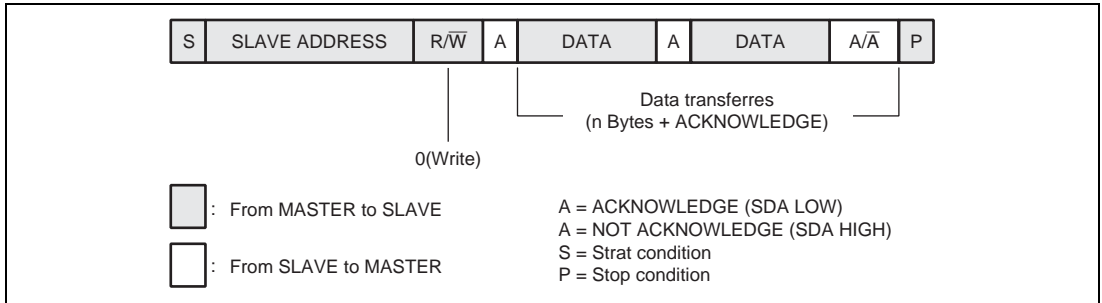 S SLAVE ADDRESS R/W̅ A DATA A DATA A/A̅ P
Data transferres
(n Bytes + ACKNOWLEDGE)
0(Write)
: From MASTER to SLAVE
: From SLAVE to MASTER
A = ACKNOWLEDGE (SDA LOW)
A = NOT ACKNOWLEDGE (SDA HIGH)
S = Strat condition
P = Stop condition